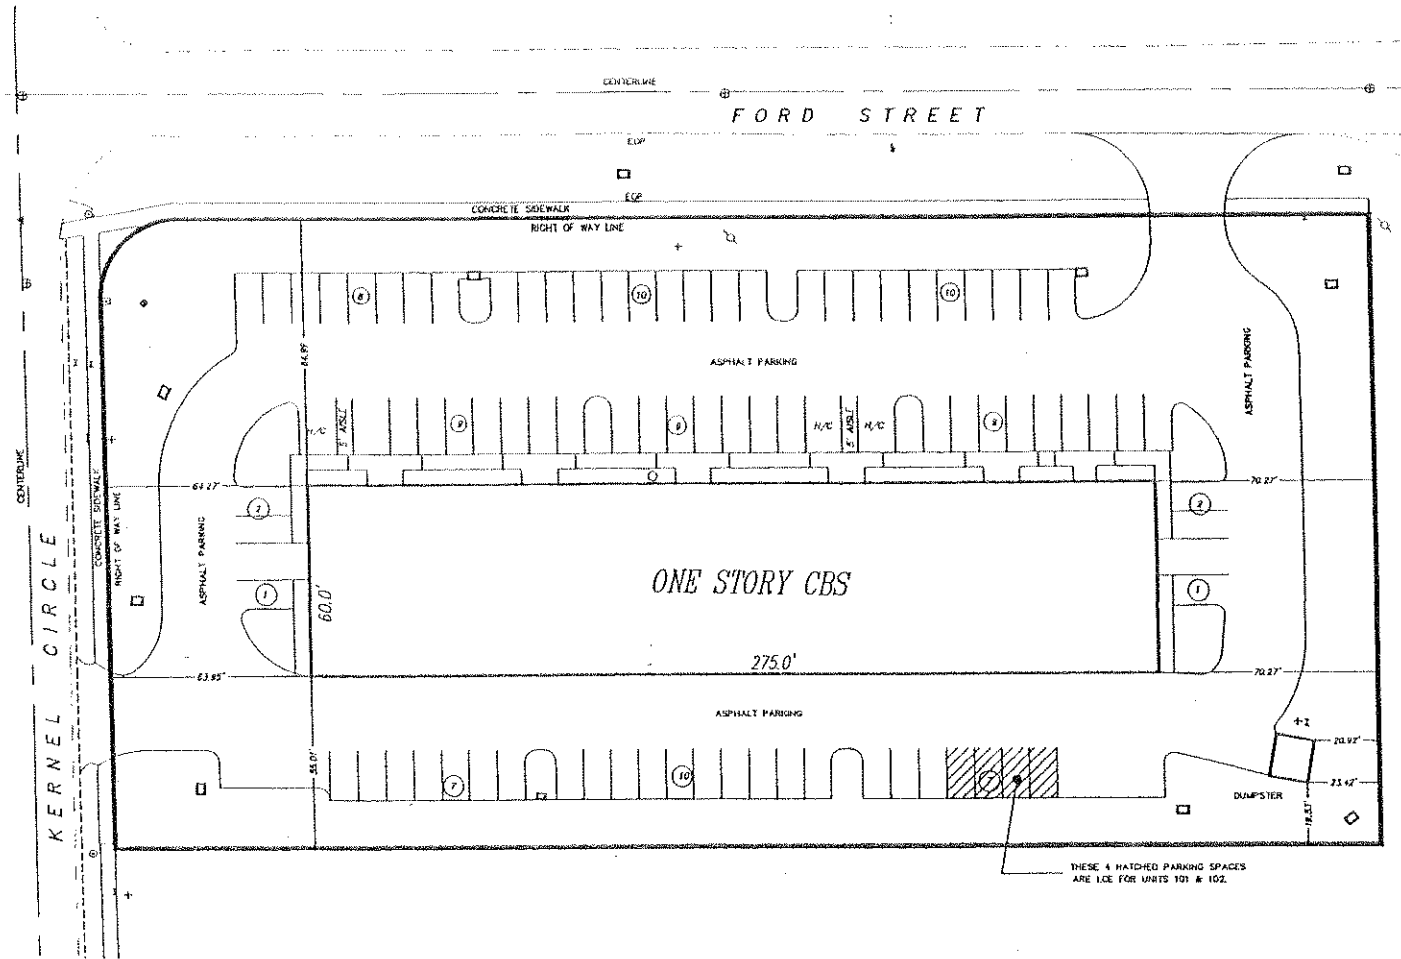 CENTERLINE
FORD STREET
EOP
EOP
CONCRETE SIDEWALK
RIGHT OF WAY LINE
8
10
10
84.99'
ASPHALT PARKING
ASPHALT PARKING
H/C
5' AISLE
9
9
H/C
5' AISLE
H/C
8
CENTERLINE
CONCRETE SIDEWALK
RIGHT OF WAY LINE
64.27'
70.27'
2
2
ASPHALT PARKING
KERNEL CIRCLE
1
60.0'
ONE STORY CBS
1
275.0'
63.95'
70.27'
ASPHALT PARKING
55.01'
7
10
7
20.92'
23.42'
DUMPSTER
THESE 4 HATCHED PARKING SPACES
ARE LCE FOR UNITS 101 & 102.